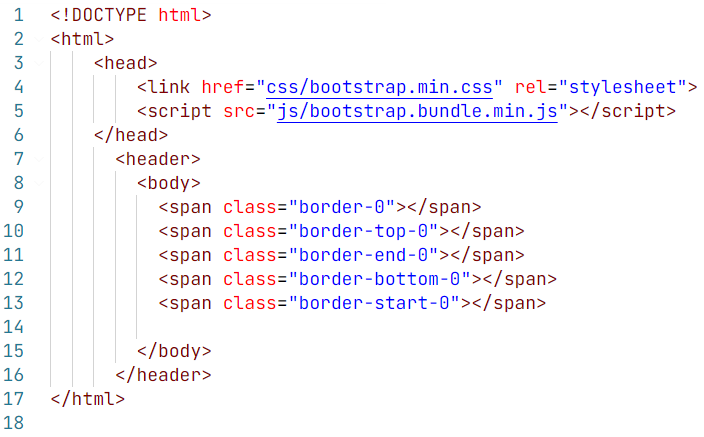 1 <!DOCTYPE html>
2 <html>
3     <head>
4         <link href="css/bootstrap.min.css" rel="stylesheet">
5         <script src="js/bootstrap.bundle.min.js"></script>
6     </head>
7       <header>
8         <body>
9           <span class="border-0"></span>
10           <span class="border-top-0"></span>
11           <span class="border-end-0"></span>
12           <span class="border-bottom-0"></span>
13           <span class="border-start-0"></span>
14
15         </body>
16       </header>
17 </html>
18